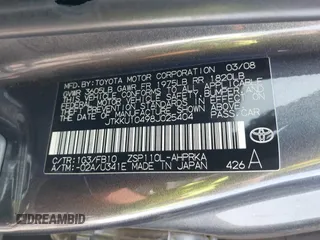 MFD. BY: TOYOTA MOTOR CORPORATION 03/08
GVWR 3605LB GAWR FR 1975LB RR 1820LB
THIS VEHICLE CONFORMS TO ALL APPLICABLE
FEDERAL MOTOR VEHICLE SAFETY, BUMPER, AND
THEFT PREVENTION STANDARDS IN EFFECT ON
THE DATE OF MANUFACTURE SHOWN ABOVE.
JTKKU10498J025404 PASS. CAR
C/TR:1G3/FB10 ZSP110L-AHPRKA
A/TM:-02A/U341E MADE IN JAPAN 426 A
TOYOTA
© DREAMBID